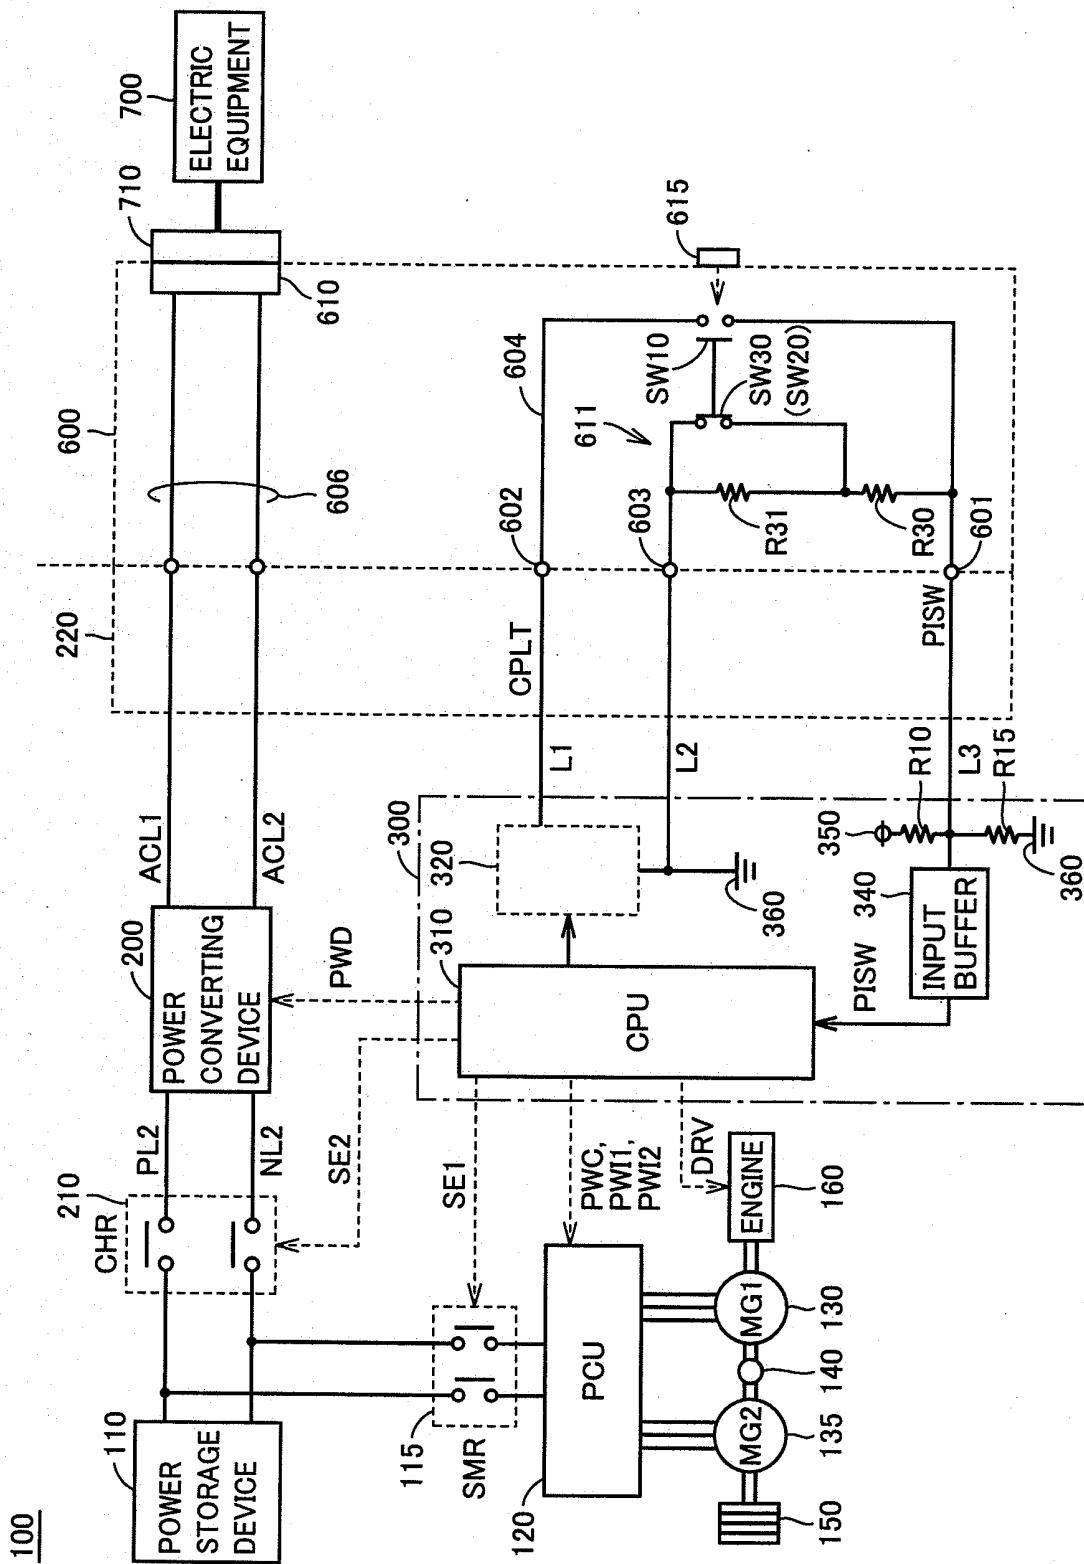 100
110
POWER
STORAGE
DEVICE
210
CHR
PL2
NL2
200
POWER
CONVERTING
DEVICE
ACL1
ACL2
220
600
606
610
710
700
ELECTRIC
EQUIPMENT
SE2
PWD
115
SMR
SE1
120
PCU
PWC,
PWI1,
PWI2
DRV
ENGINE
160
MG1
130
140
MG2
135
150
300
310
CPU
320
360
L1
L2
L3
CPLT
602
603
604
611
SW10
SW30
(SW20)
615
R31
R30
601
PISW
350
R10
R15
360
340
INPUT
BUFFER
PISW